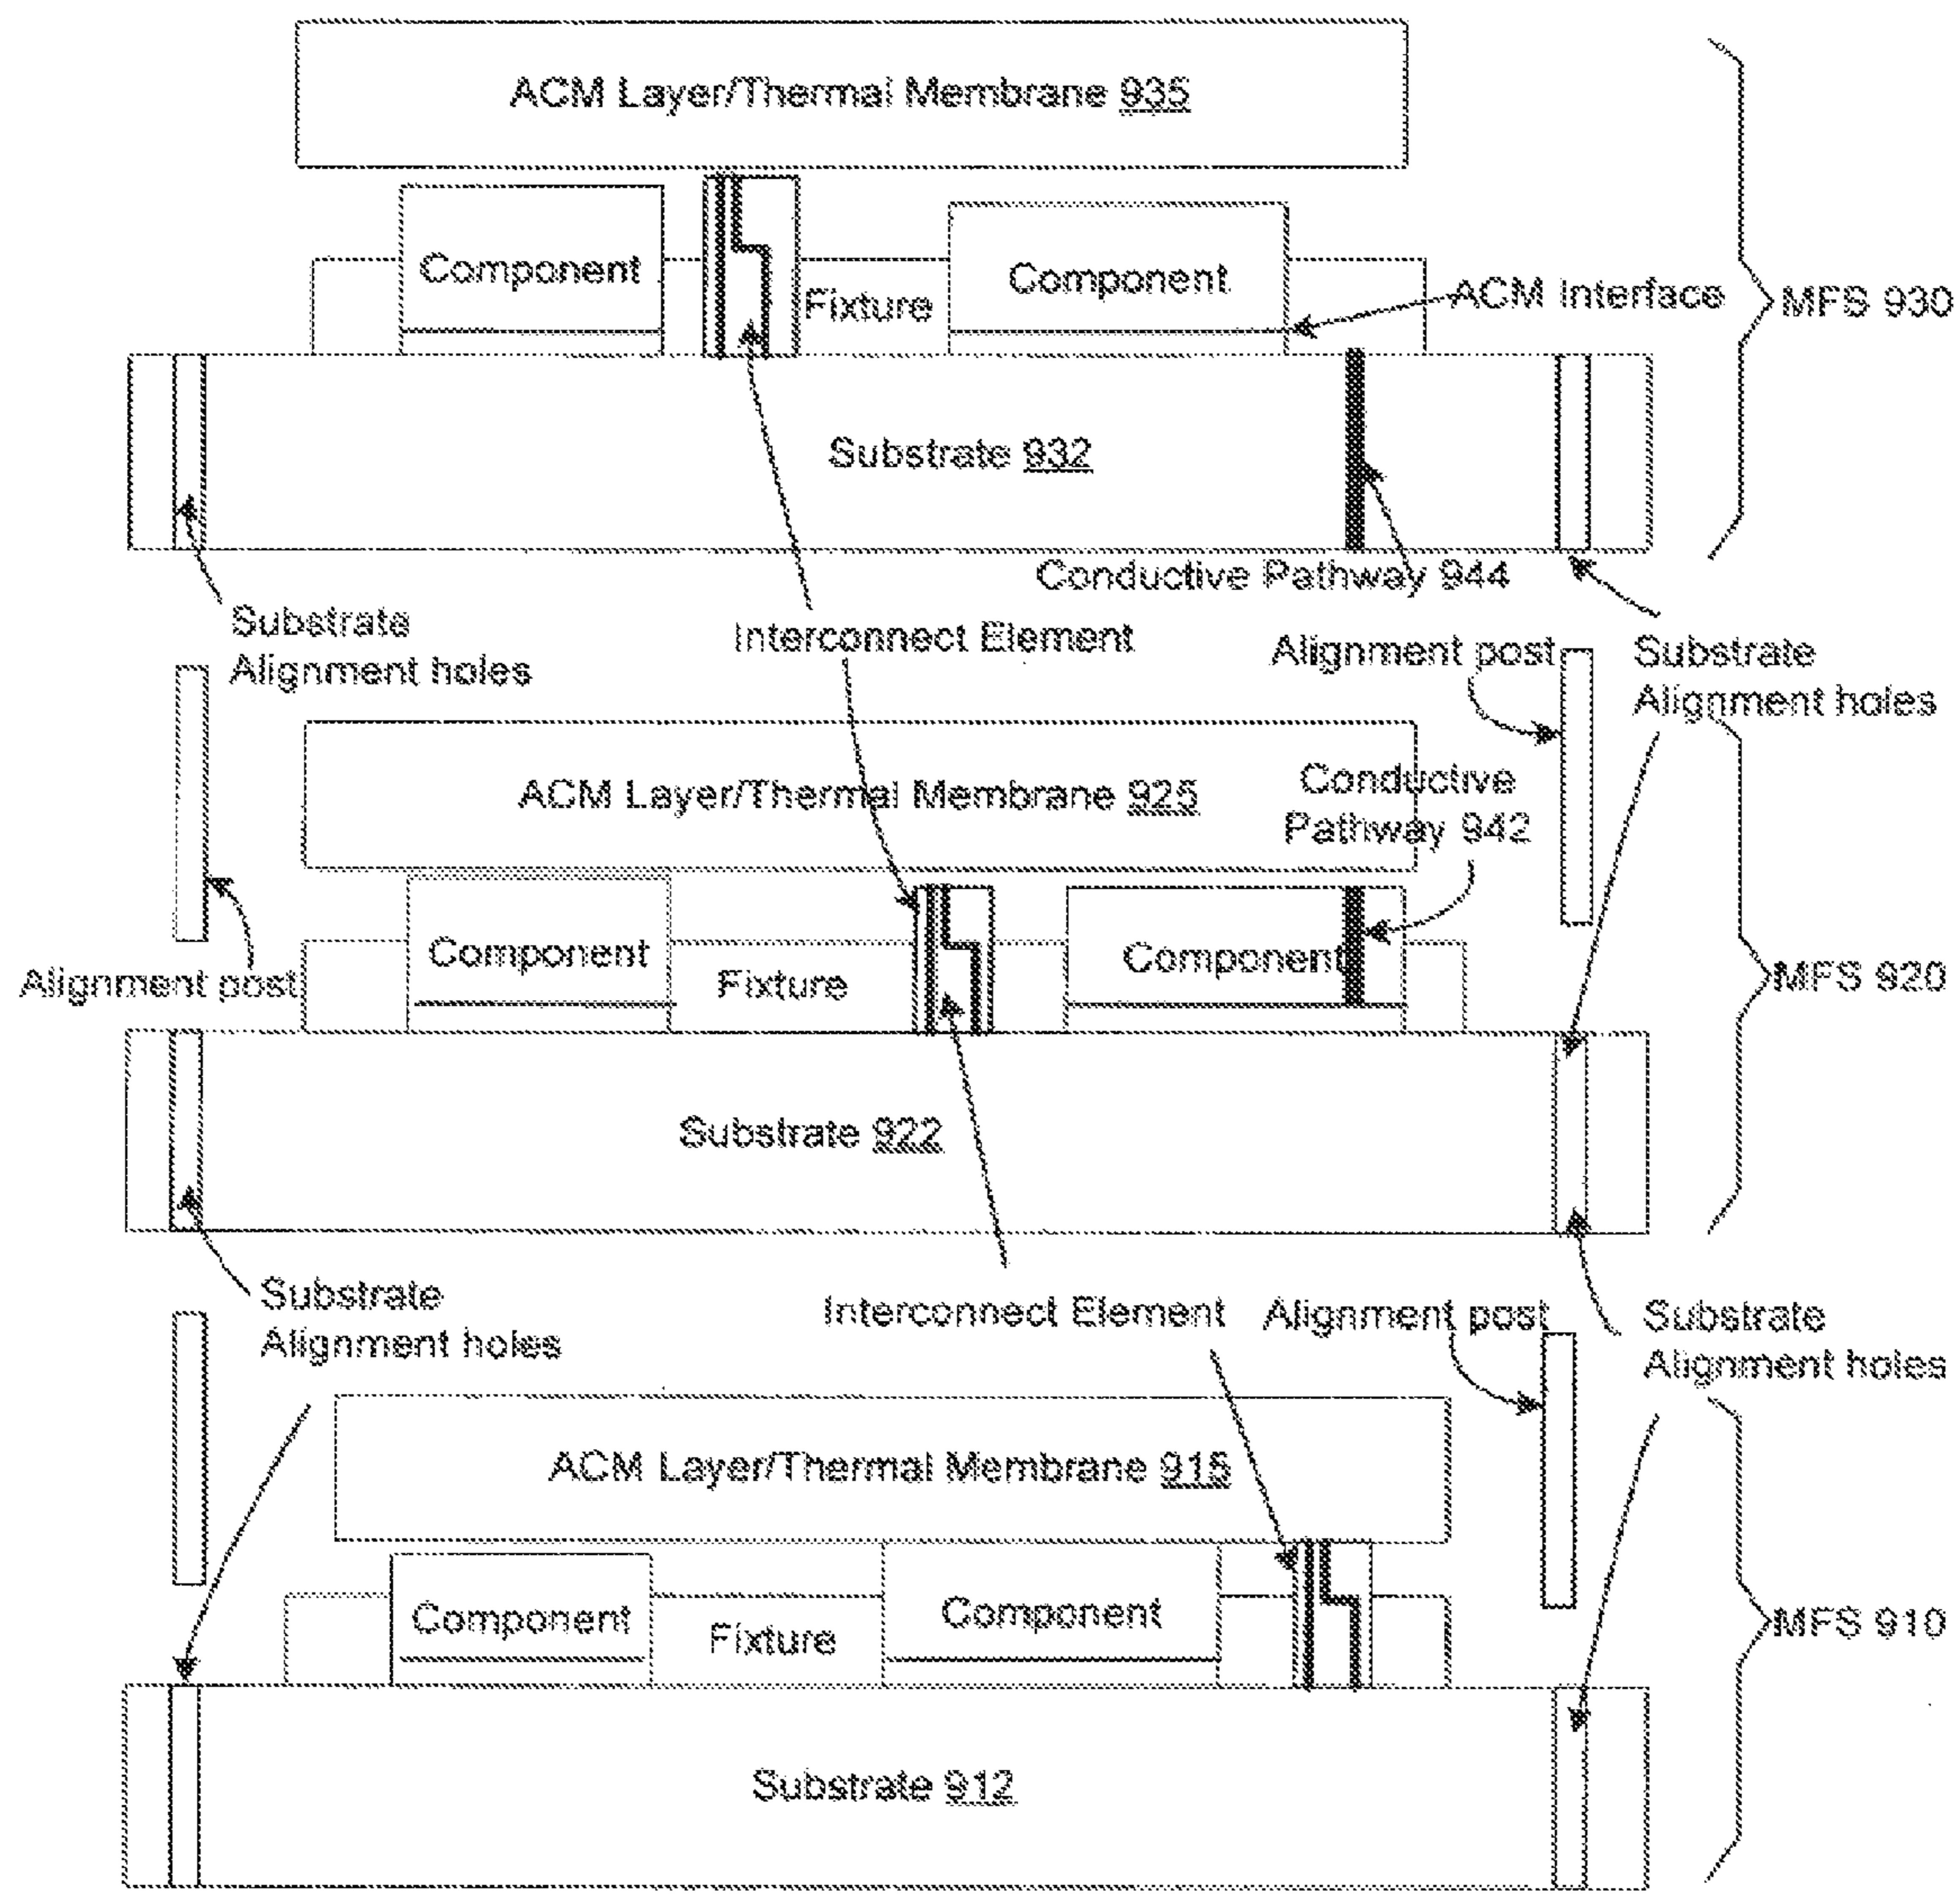 ACM Layer/Thermal Membrane 935
Component
Component
Fixture
ACM Interface
MFS 930
Substrate 932
Conductive Pathway 944
Substrate
Alignment holes
Interconnect Element
Alignment post
Substrate
Alignment holes
ACM Layer/Thermal Membrane 925
Conductive
Pathway 942
Component
Fixture
Component
Alignment post
MFS 920
Substrate 922
Substrate
Alignment holes
Interconnect Element
Alignment post
Substrate
Alignment holes
ACM Layer/Thermal Membrane 915
Component
Fixture
Component
MFS 910
Substrate 912